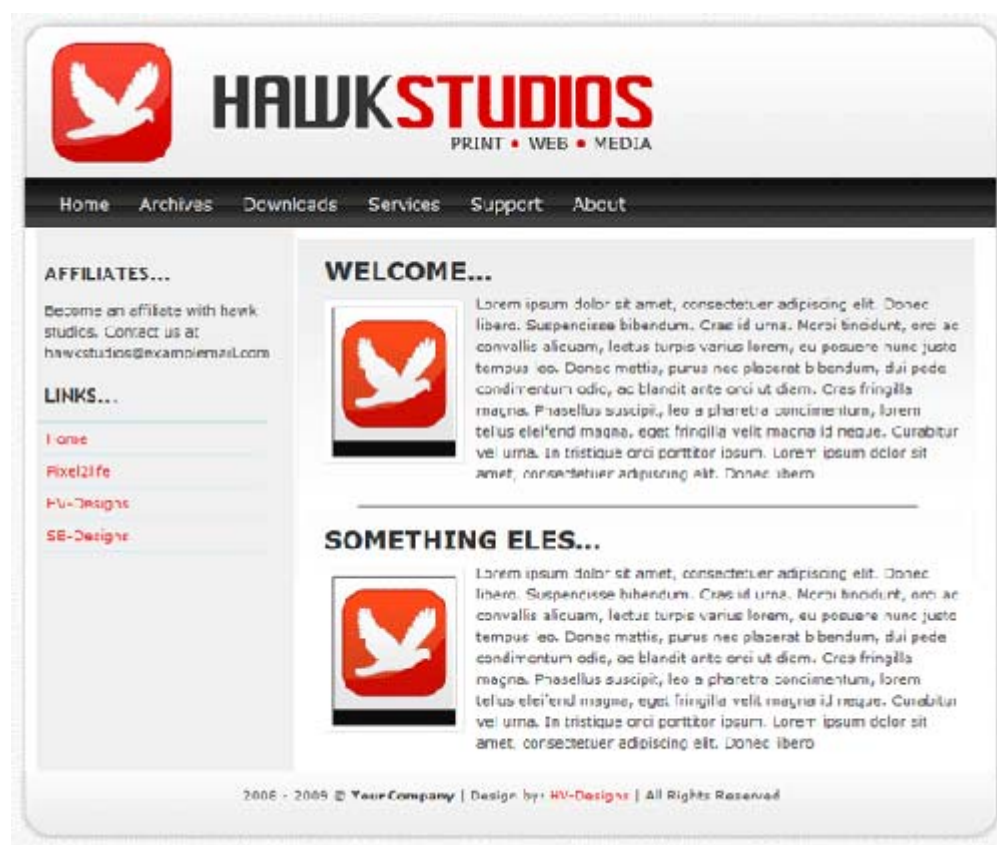 HAWKSTUDIOS
PRINT • WEB • MEDIA
Home Archives Downloads Services Support About
AFFILIATES...
Become an affiliate with hawk
studios. Contact us at
hawkstudios@examplemail.com
LINKS...
Home
Pixel2life
HV-Designs
SE-Designs
WELCOME...
Lorem ipsum dolor sit amet, consectetuer adipiscing elit. Donec
libero. Suspendisse bibendum. Cras id urna. Morbi tincidunt, orci ac
convallis aliquam, lectus turpis varius lorem, eu posuere nunc justo
tempus leo. Donec mattis, purus nec placerat bibendum, dui pede
condimentum odio, ac blandit ante orci ut diam. Cras fringilla
magna. Phasellus suscipit, leo a pharetra condimentum, lorem
tellus eleifend magna, eget fringilla velit magna id neque. Curabitur
vel urna. In tristique orci porttitor ipsum. Lorem ipsum dolor sit
amet, consectetuer adipiscing elit. Donec libero
SOMETHING ELES...
Lorem ipsum dolor sit amet, consectetuer adipiscing elit. Donec
libero. Suspendisse bibendum. Cras id urna. Morbi tincidunt, orci ac
convallis aliquam, lectus turpis varius lorem, eu posuere nunc justo
tempus leo. Donec mattis, purus nec placerat bibendum, dui pede
condimentum odio, ac blandit ante orci ut diam. Cras fringilla
magna. Phasellus suscipit, leo a pharetra condimentum, lorem
tellus eleifend magna, eget fringilla velit magna id neque. Curabitur
vel urna. In tristique orci porttitor ipsum. Lorem ipsum dolor sit
amet, consectetuer adipiscing elit. Donec libero
2008 - 2009 © YourCompany | Design by: HV-Designs | All Rights Reserved